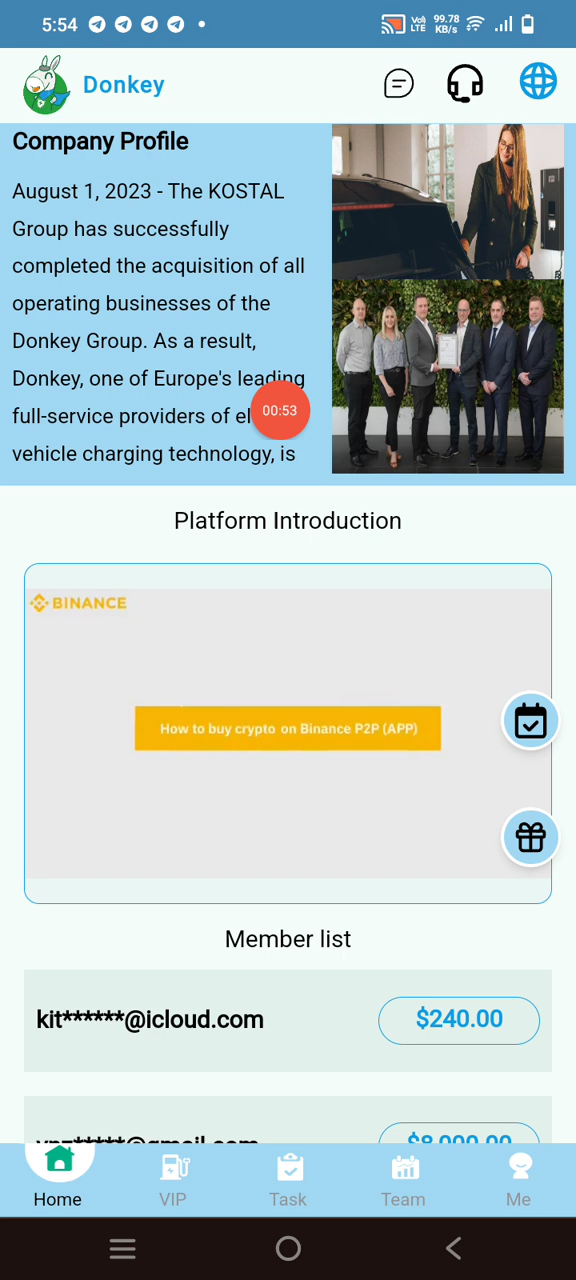 5:54
Vo)
LTE
99.78
KB/s
Donkey
Company Profile
August 1, 2023 - The KOSTAL
Group has successfully
completed the acquisition of all
operating businesses of the
Donkey Group. As a result,
Donkey, one of Europe's leading
full-service providers of el
00:53
vehicle charging technology, is
Platform Introduction
BINANCE
How to buy crypto on Binance P2P (APP)
Member list
kit******@icloud.com
$240.00
Home
VIP
Task
Team
Me